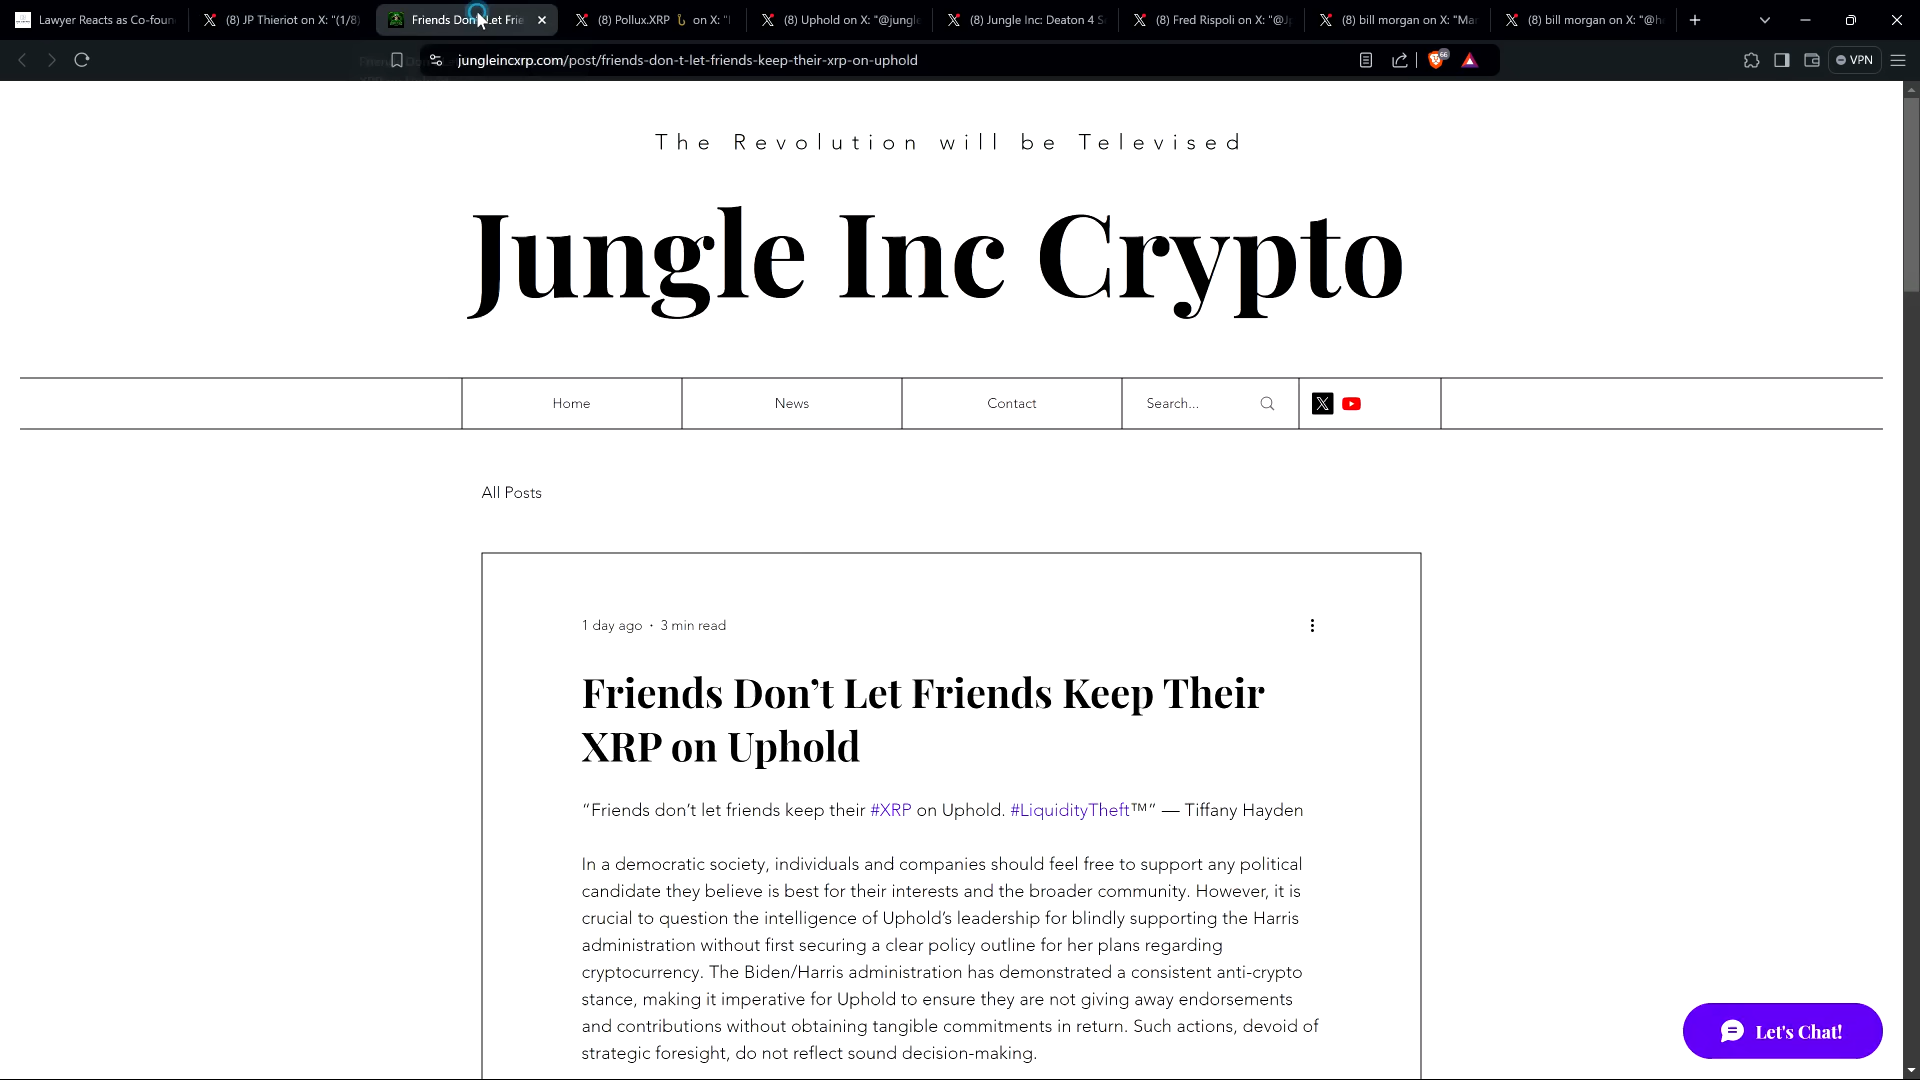 Lawyer Reacts as Co-foun
(8) JP Thieriot on X: "(1/8)
Friends Don't Let Frie
(8) Pollux.XRP on X: "
(8) Uphold on X: "@jungl
(8) Jungle Inc: Deaton 4 S
(8) Fred Rispoli on X: "@J
(8) bill morgan on X: "Ma
(8) bill morgan on X: "@h
jungleincxrp.com/post/friends-don-t-let-friends-keep-their-xrp-on-uphold
66
VPN
The Revolution will be Televised
Jungle Inc Crypto
Home
News
Contact
Search...
All Posts
1 day ago · 3 min read
Friends Don’t Let Friends Keep Their
XRP on Uphold
“Friends don’t let friends keep their #XRP on Uphold. #LiquidityTheft™” — Tiffany Hayden
In a democratic society, individuals and companies should feel free to support any political
candidate they believe is best for their interests and the broader community. However, it is
crucial to question the intelligence of Uphold’s leadership for blindly supporting the Harris
administration without first securing a clear policy outline for her plans regarding
cryptocurrency. The Biden/Harris administration has demonstrated a consistent anti-crypto
stance, making it imperative for Uphold to ensure they are not giving away endorsements
and contributions without obtaining tangible commitments in return. Such actions, devoid of
strategic foresight, do not reflect sound decision-making.
Let's Chat!